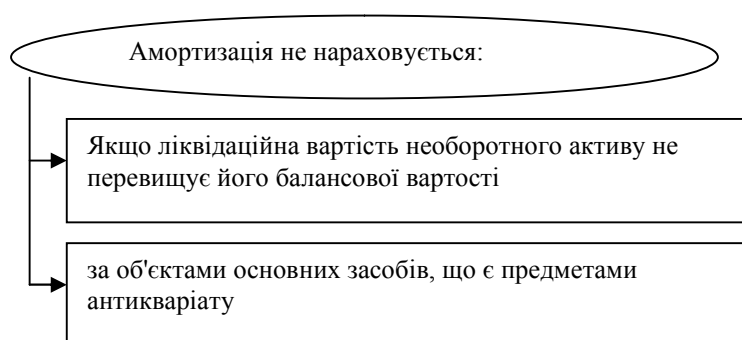 Амортизація не нараховується:
Якщо ліквідаційна вартість необоротного активу не
перевищує його балансової вартості
за об'єктами основних засобів, що є предметами
антикваріату